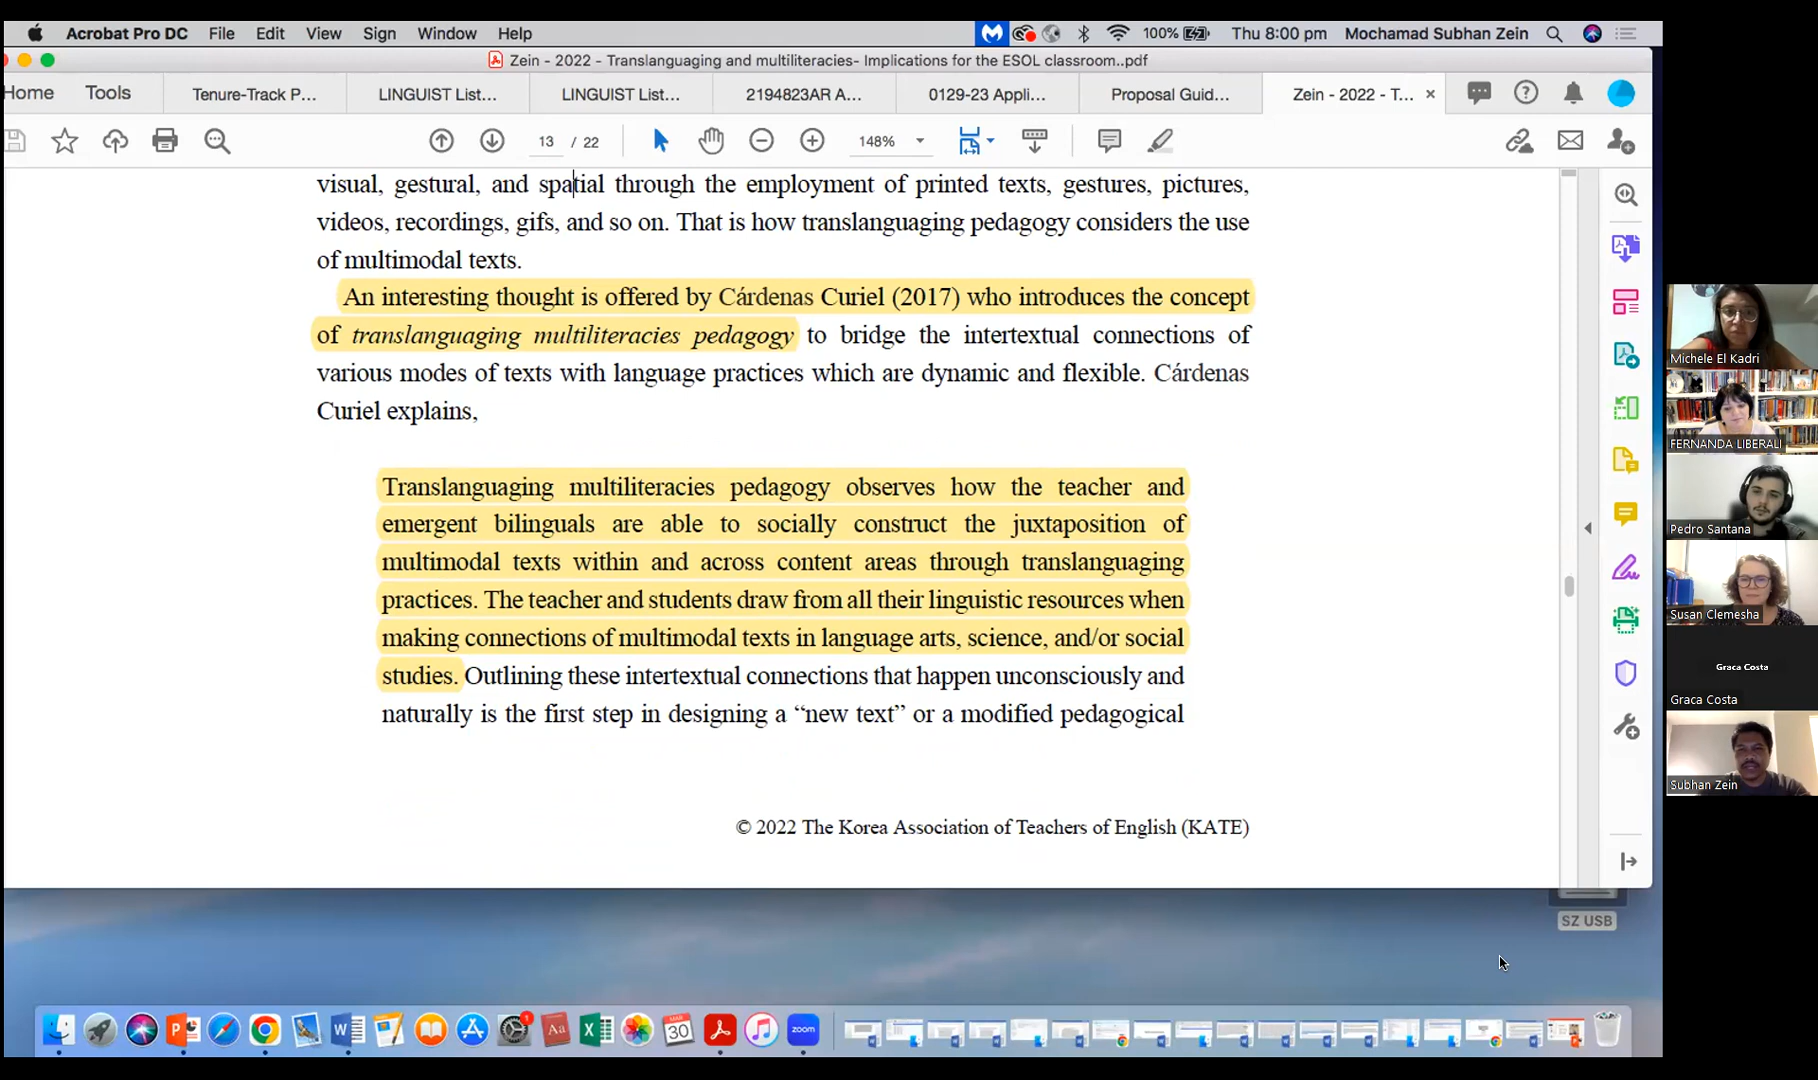 Acrobat Pro DC File Edit View Sign Window Help 100% Thu 8:00 pm Mochamad Subhan Zein
Zein - 2022 - Translanguaging and multiliteracies- Implications for the ESOL classroom..pdf
Home Tools Tenure-Track P... LINGUIST List... LINGUIST List... 2194823AR A... 0129-23 Appli... Proposal Guid... Zein - 2022 - T... ×
13 / 22 148%
visual, gestural, and spatial through the employment of printed texts, gestures, pictures,
videos, recordings, gifs, and so on. That is how translanguaging pedagogy considers the use
of multimodal texts.
An interesting thought is offered by Cárdenas Curiel (2017) who introduces the concept
of translanguaging multiliteracies pedagogy to bridge the intertextual connections of
various modes of texts with language practices which are dynamic and flexible. Cárdenas
Curiel explains,
Translanguaging multiliteracies pedagogy observes how the teacher and
emergent bilinguals are able to socially construct the juxtaposition of
multimodal texts within and across content areas through translanguaging
practices. The teacher and students draw from all their linguistic resources when
making connections of multimodal texts in language arts, science, and/or social
studies. Outlining these intertextual connections that happen unconsciously and
naturally is the first step in designing a “new text” or a modified pedagogical
© 2022 The Korea Association of Teachers of English (KATE)
Michele El Kadri
FERNANDA LIBERALI
Pedro Santana
Susan Clemesha
Graca Costa
Graca Costa
Subhan Zein
SZ USB
Aa
MAR
30
zoom
1